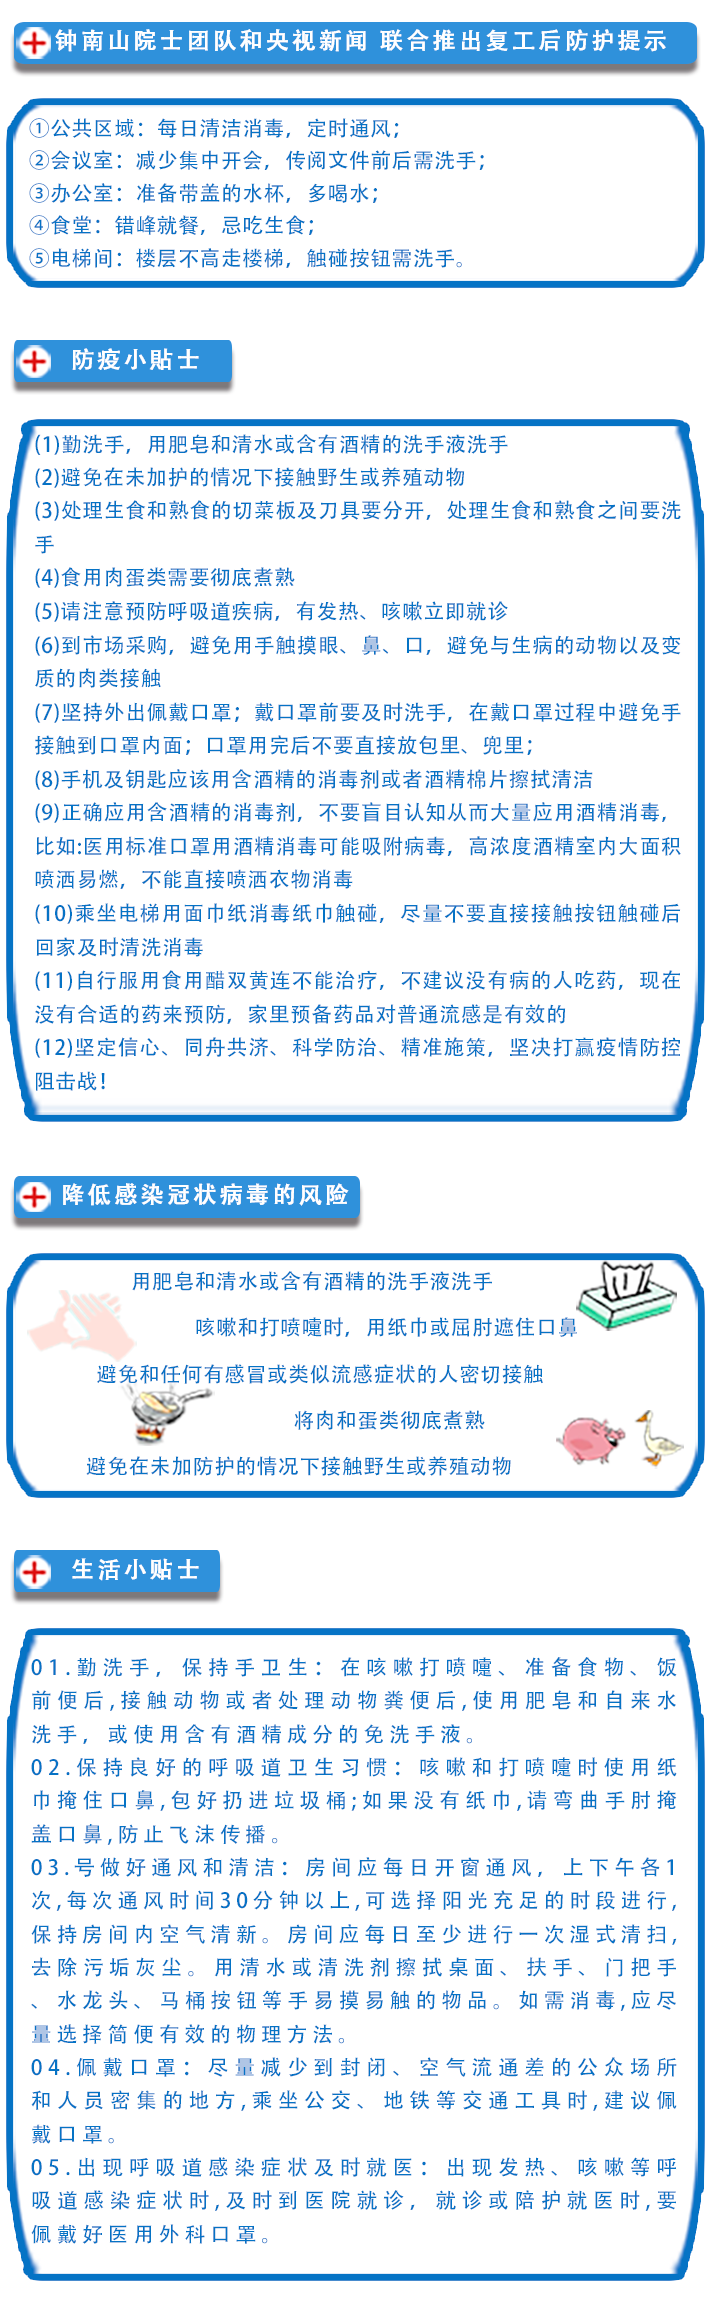 钟南山院士团队和央视新闻 联合推出复工后防护提示
①公共区域：每日清洁消毒，定时通风；
②会议室：减少集中开会，传阅文件前后需洗手；
③办公室：准备带盖的水杯，多喝水；
④食堂：错峰就餐，忌吃生食；
⑤电梯间：楼层不高走楼梯，触碰按钮需洗手。
防疫小贴士
(1)勤洗手，用肥皂和清水或含有酒精的洗手液洗手
(2)避免在未加护的情况下接触野生或养殖动物
(3)处理生食和熟食的切菜板及刀具要分开，处理生食和熟食之间要洗
手
(4)食用肉蛋类需要彻底煮熟
(5)请注意预防呼吸道疾病，有发热、咳嗽立即就诊
(6)到市场采购，避免用手触摸眼、鼻、口，避免与生病的动物以及变
质的肉类接触
(7)坚持外出佩戴口罩；戴口罩前要及时洗手，在戴口罩过程中避免手
接触到口罩内面；口罩用完后不要直接放包里、兜里；
(8)手机及钥匙应该用含酒精的消毒剂或者酒精棉片擦拭清洁
(9)正确应用含酒精的消毒剂，不要盲目认知从而大量应用酒精消毒，
比如:医用标准口罩用酒精消毒可能吸附病毒，高浓度酒精室内大面积
喷洒易燃，不能直接喷洒衣物消毒
(10)乘坐电梯用面巾纸消毒纸巾触碰，尽量不要直接接触按钮触碰后
回家及时清洗消毒
(11)自行服用食用醋双黄连不能治疗，不建议没有病的人吃药，现在
没有合适的药来预防，家里预备药品对普通流感是有效的
(12)坚定信心、同舟共济、科学防治、精准施策，坚决打赢疫情防控
阻击战！
降低感染冠状病毒的风险
用肥皂和清水或含有酒精的洗手液洗手
咳嗽和打喷嚏时，用纸巾或屈肘遮住口鼻
避免和任何有感冒或类似流感症状的人密切接触
将肉和蛋类彻底煮熟
避免在未加防护的情况下接触野生或养殖动物
生活小贴士
01.勤洗手，保持手卫生：在咳嗽打喷嚏、准备食物、饭
前便后,接触动物或者处理动物粪便后,使用肥皂和自来水
洗手，或使用含有酒精成分的免洗手液。
02.保持良好的呼吸道卫生习惯：咳嗽和打喷嚏时使用纸
巾掩住口鼻,包好扔进垃圾桶;如果没有纸巾,请弯曲手肘掩
盖口鼻,防止飞沫传播。
03.号做好通风和清洁：房间应每日开窗通风，上下午各1
次,每次通风时间30分钟以上,可选择阳光充足的时段进行,
保持房间内空气清新。房间应每日至少进行一次湿式清扫,
去除污垢灰尘。用清水或清洗剂擦拭桌面、扶手、门把手
、水龙头、马桶按钮等手易摸易触的物品。如需消毒,应尽
量选择简便有效的物理方法。
04.佩戴口罩：尽量减少到封闭、空气流通差的公众场所
和人员密集的地方,乘坐公交、地铁等交通工具时,建议佩
戴口罩。
05.出现呼吸道感染症状及时就医：出现发热、咳嗽等呼
吸道感染症状时,及时到医院就诊，就诊或陪护就医时,要
佩戴好医用外科口罩。